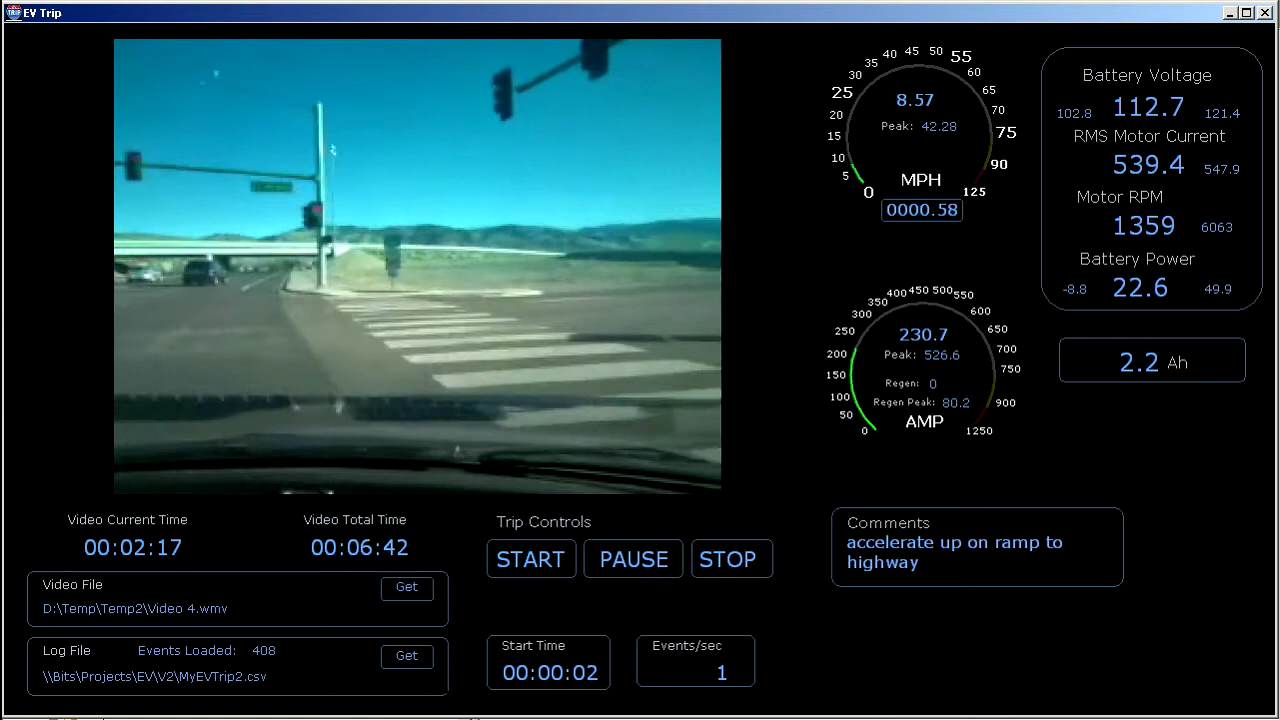 EV Trip
45 50 55
40 60
35 65
30 70
25 75
20 90
15 125
10
5
0
8.57
Peak: 42.28
MPH
0000.58
Battery Voltage
102.8 112.7 121.4
RMS Motor Current
539.4 547.9
Motor RPM
1359 6063
Battery Power
-8.8 22.6 49.9
400 450 500 550
350 600
300 650
250 700
200 750
150 900
100 1250
50
0
230.7
Peak: 526.6
Regen: 0
Regen Peak: 80.2
AMP
2.2 Ah
Video Current Time
00:02:17
Video Total Time
00:06:42
Trip Controls
START PAUSE STOP
Comments
accelerate up on ramp to
highway
Video File Get
D:\Temp\Temp2\Video 4.wmv
Log File Events Loaded: 408 Get
\\Bits\Projects\EV\V2\MyEVTrip2.csv
Start Time
00:00:02
Events/sec
1